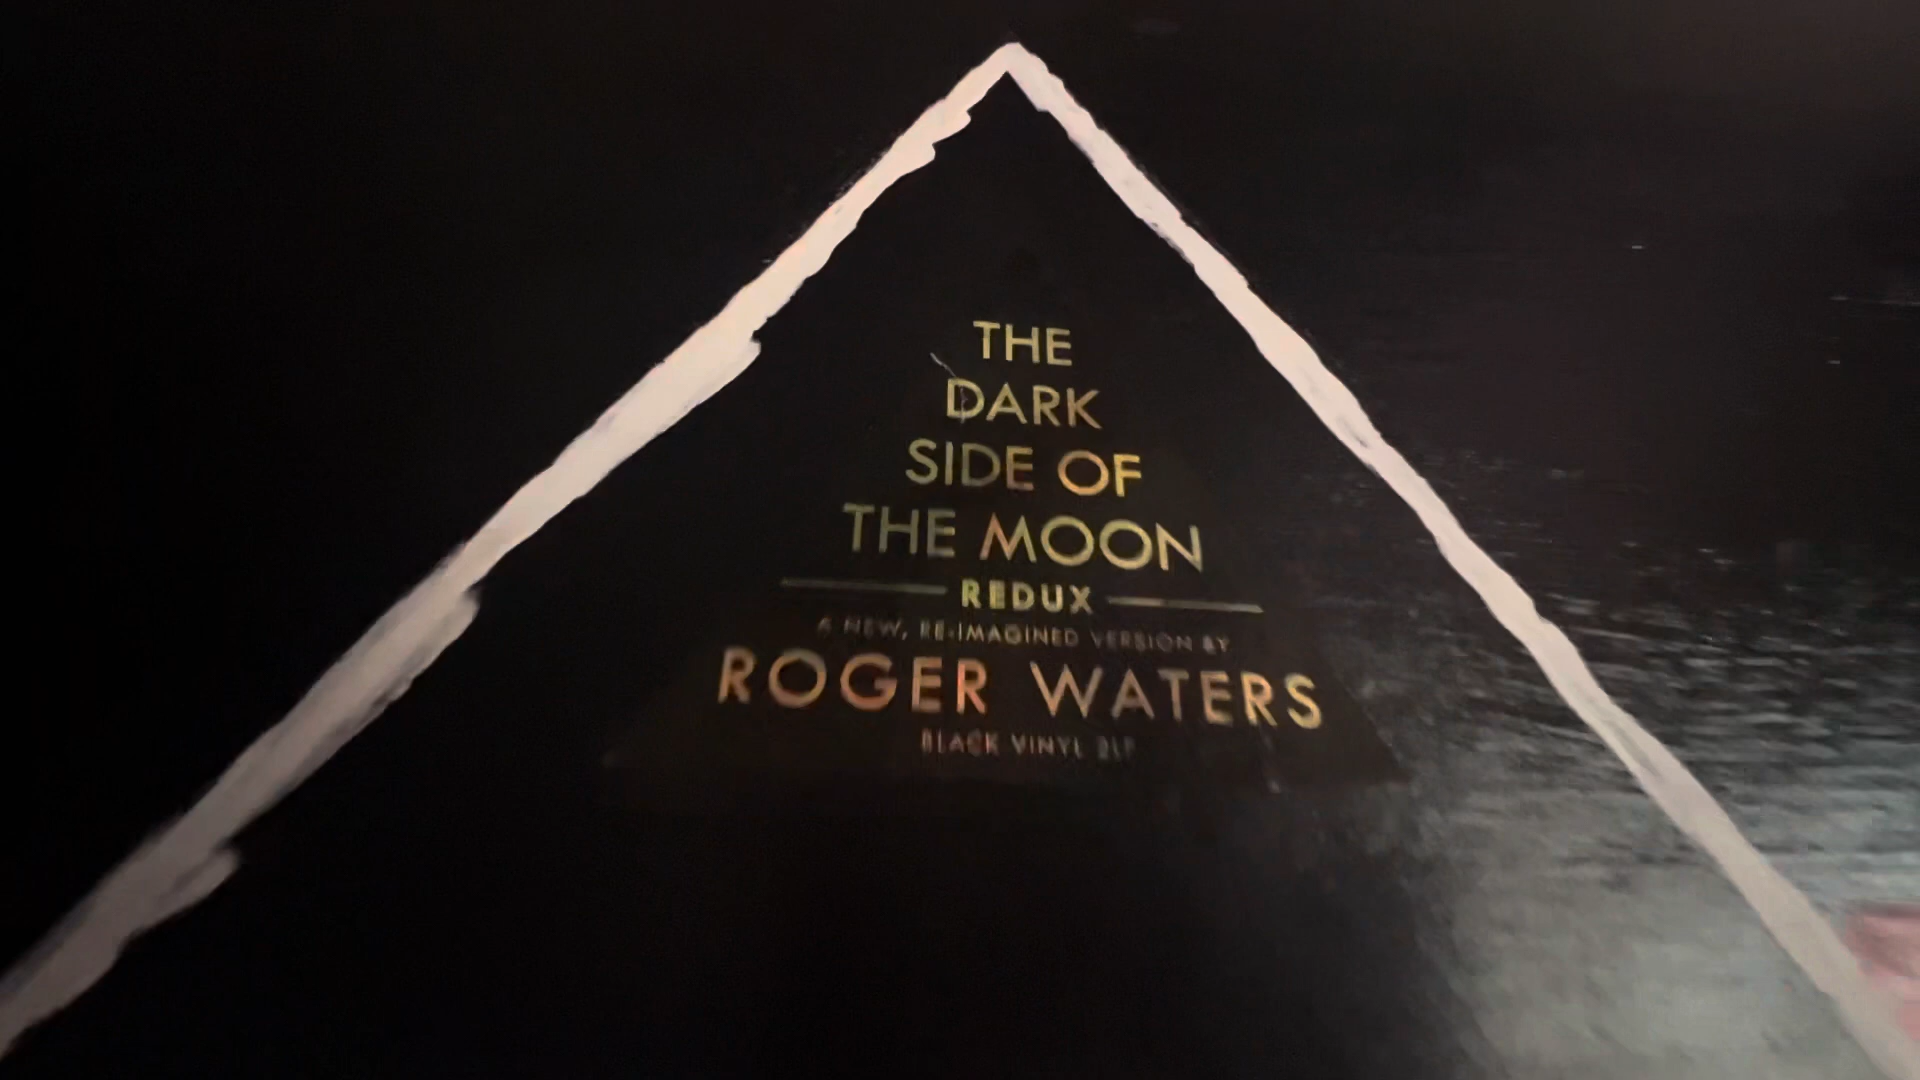 THE
DARK
SIDE OF
THE MOON
REDUX
A NEW, RE-IMAGINED VERSION BY
ROGER WATERS
BLACK VINYL 2LP